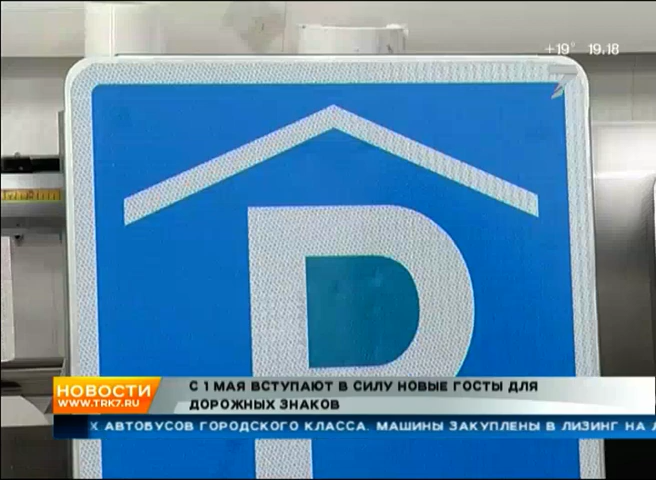 +19° 19.18
7
P
НОВОСТИ
WWW.TRK7.RU
С 1 МАЯ ВСТУПАЮТ В СИЛУ НОВЫЕ ГОСТЫ ДЛЯ
ДОРОЖНЫХ ЗНАКОВ
Х АВТОБУСОВ ГОРОДСКОГО КЛАССА. МАШИНЫ ЗАКУПЛЕНЫ В ЛИЗИНГ НА